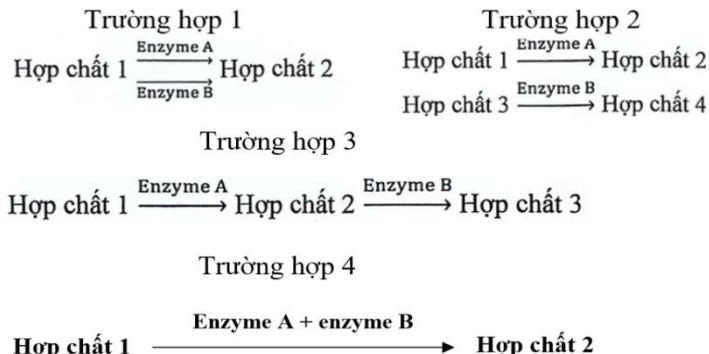 Trường hợp 1
Enzyme A
Hợp chất 1 Hợp chất 2
Enzyme B
Trường hợp 2
Enzyme A
Hợp chất 1 Hợp chất 2
Enzyme B
Hợp chất 3 Hợp chất 4
Trường hợp 3
Enzyme A Enzyme B
Hợp chất 1 Hợp chất 2 Hợp chất 3
Trường hợp 4
Enzyme A + enzyme B
Hợp chất 1 Hợp chất 2